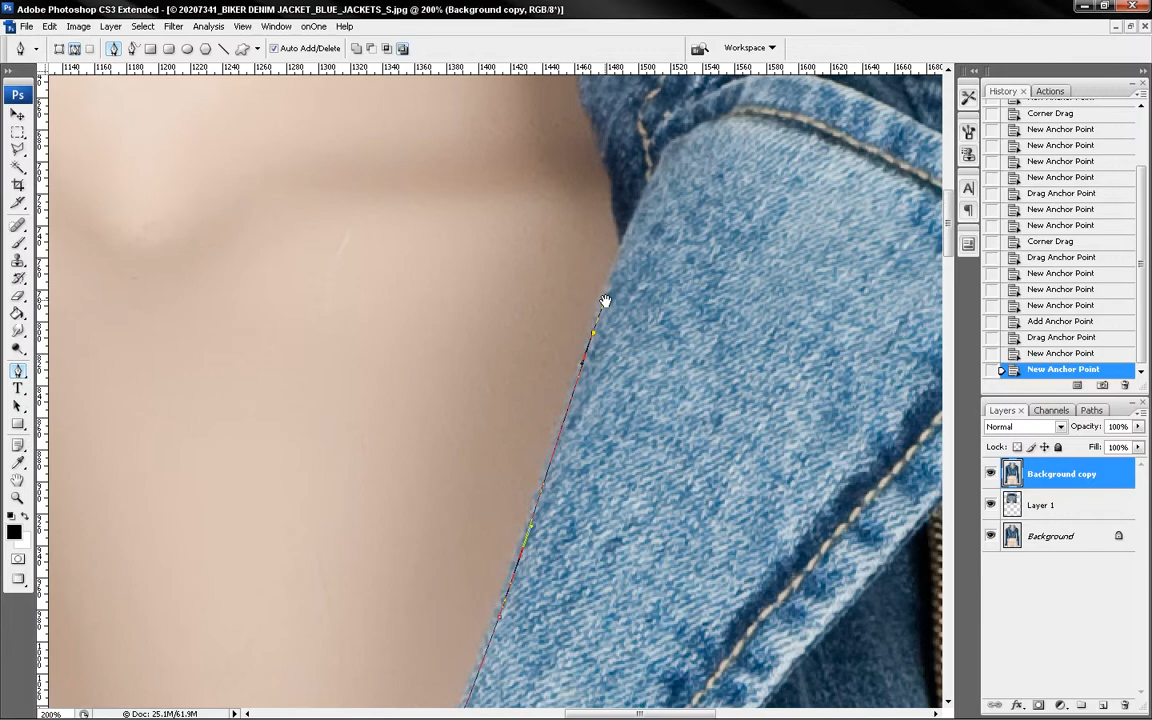 Adobe Photoshop CS3 Extended - [© 20207341_BIKER DENIM JACKET_BLUE_JACKETS_S.jpg @ 200% (Background copy, RGB/8*)]
File Edit Image Layer Select Filter Analysis View Window onOne Help
Auto Add/Delete
Workspace
1140 1160 1180 1200 1220 1240 1260 1280 1300 1320 1340 1360 1380 1400 1420 1440 1460 1480 1500 1520 1540 1560 1580 1600 1620 1640 1660 1680
Ps
History Actions
Corner Drag
New Anchor Point
New Anchor Point
New Anchor Point
New Anchor Point
Drag Anchor Point
New Anchor Point
New Anchor Point
Corner Drag
Drag Anchor Point
New Anchor Point
New Anchor Point
New Anchor Point
Add Anchor Point
Drag Anchor Point
New Anchor Point
New Anchor Point
Layers Channels Paths
Normal Opacity: 100%
Lock: Fill: 100%
Background copy
Layer 1
Background
200% Doc: 25.1M/61.9M